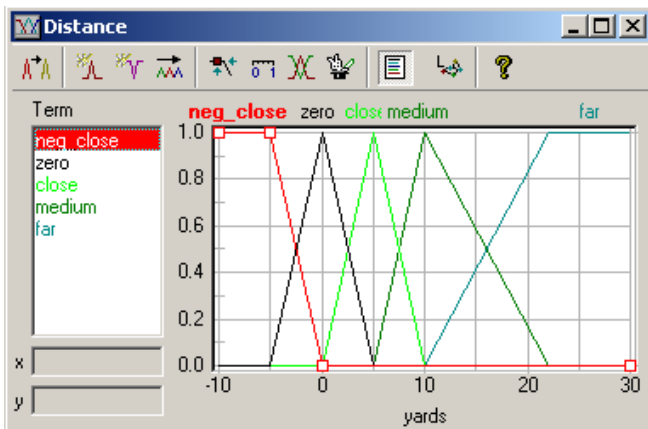 Distance
Term
neg_close
zero
close
medium
far
x
y
neg_close zero close medium far
1.0
0.8
0.6
0.4
0.2
0.0
-10 0 10 20 30
yards